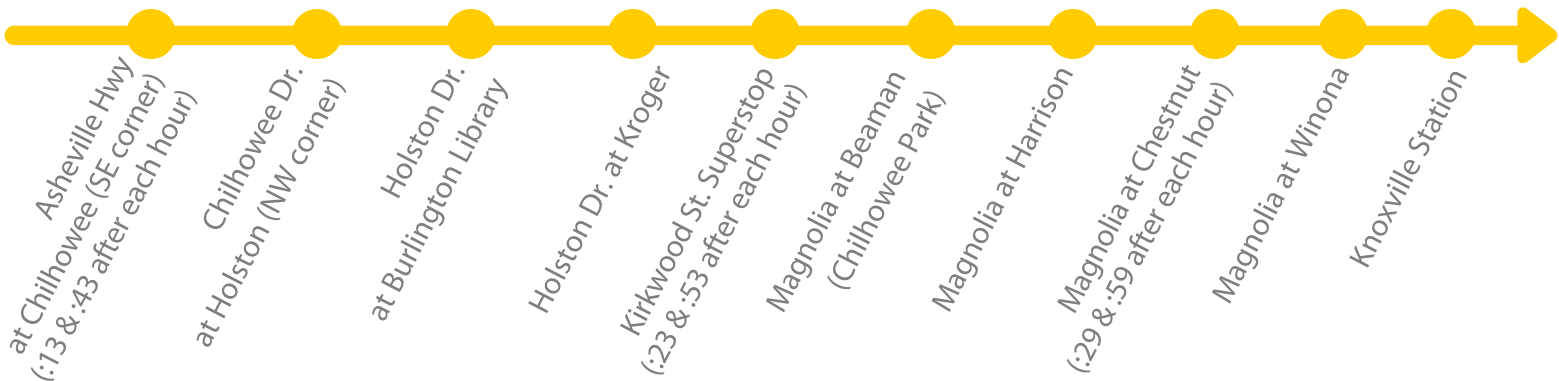 Asheville Hwy
at Chilhowee (SE corner)
(:13 & :43 after each hour)
Chilhowee Dr.
at Holston (NW corner)
Holston Dr.
at Burlington Library
Holston Dr. at Kroger
Kirkwood St. Superstop
(:23 & :53 after each hour)
Magnolia at Beaman
(Chilhowee Park)
Magnolia at Harrison
Magnolia at Chestnut
(:29 & :59 after each hour)
Magnolia at Winona
Knoxville Station